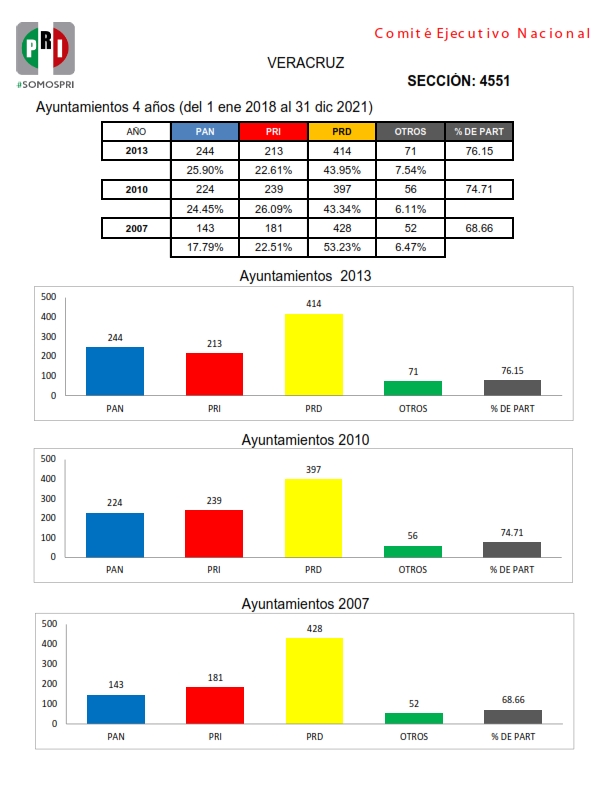 Comité Ejecutivo Nacional
PRI
#SOMOSPRI
VERACRUZ
SECCIÓN: 4551
Ayuntamientos 4 años (del 1 ene 2018 al 31 dic 2021)
AÑO PAN PRI PRD OTROS % DE PART
2013 244 213 414 71 76.15
25.90% 22.61% 43.95% 7.54%
2010 224 239 397 56 74.71
24.45% 26.09% 43.34% 6.11%
2007 143 181 428 52 68.66
17.79% 22.51% 53.23% 6.47%
Ayuntamientos 2013
500
400
300
200
100
0
244 213 414 71 76.15
PAN PRI PRD OTROS % DE PART
Ayuntamientos 2010
500
400
300
200
100
0
224 239 397 56 74.71
PAN PRI PRD OTROS % DE PART
Ayuntamientos 2007
500
400
300
200
100
0
143 181 428 52 68.66
PAN PRI PRD OTROS % DE PART